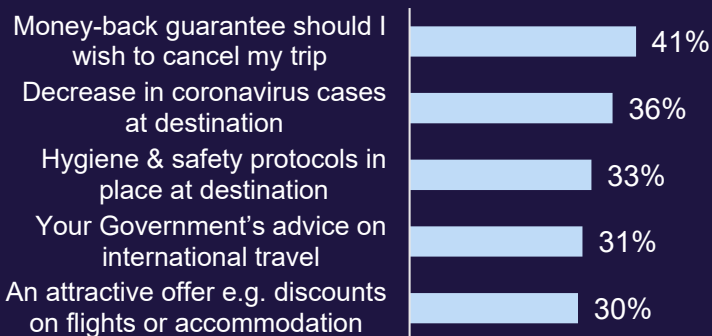 Money-back guarantee should I
wish to cancel my trip
41%
Decrease in coronavirus cases
at destination
36%
Hygiene & safety protocols in
place at destination
33%
Your Government's advice on
international travel
31%
An attractive offer e.g. discounts
on flights or accommodation
30%